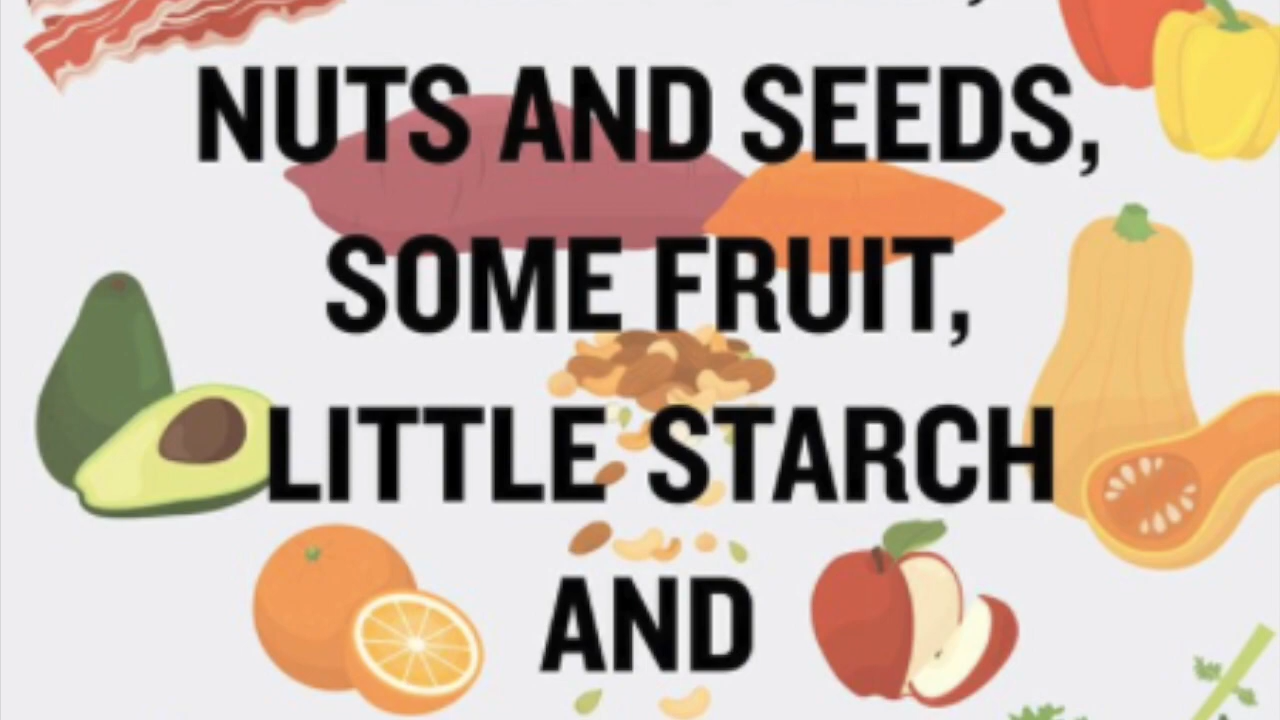 NUTS AND SEEDS,
SOME FRUIT,
LITTLE STARCH
AND